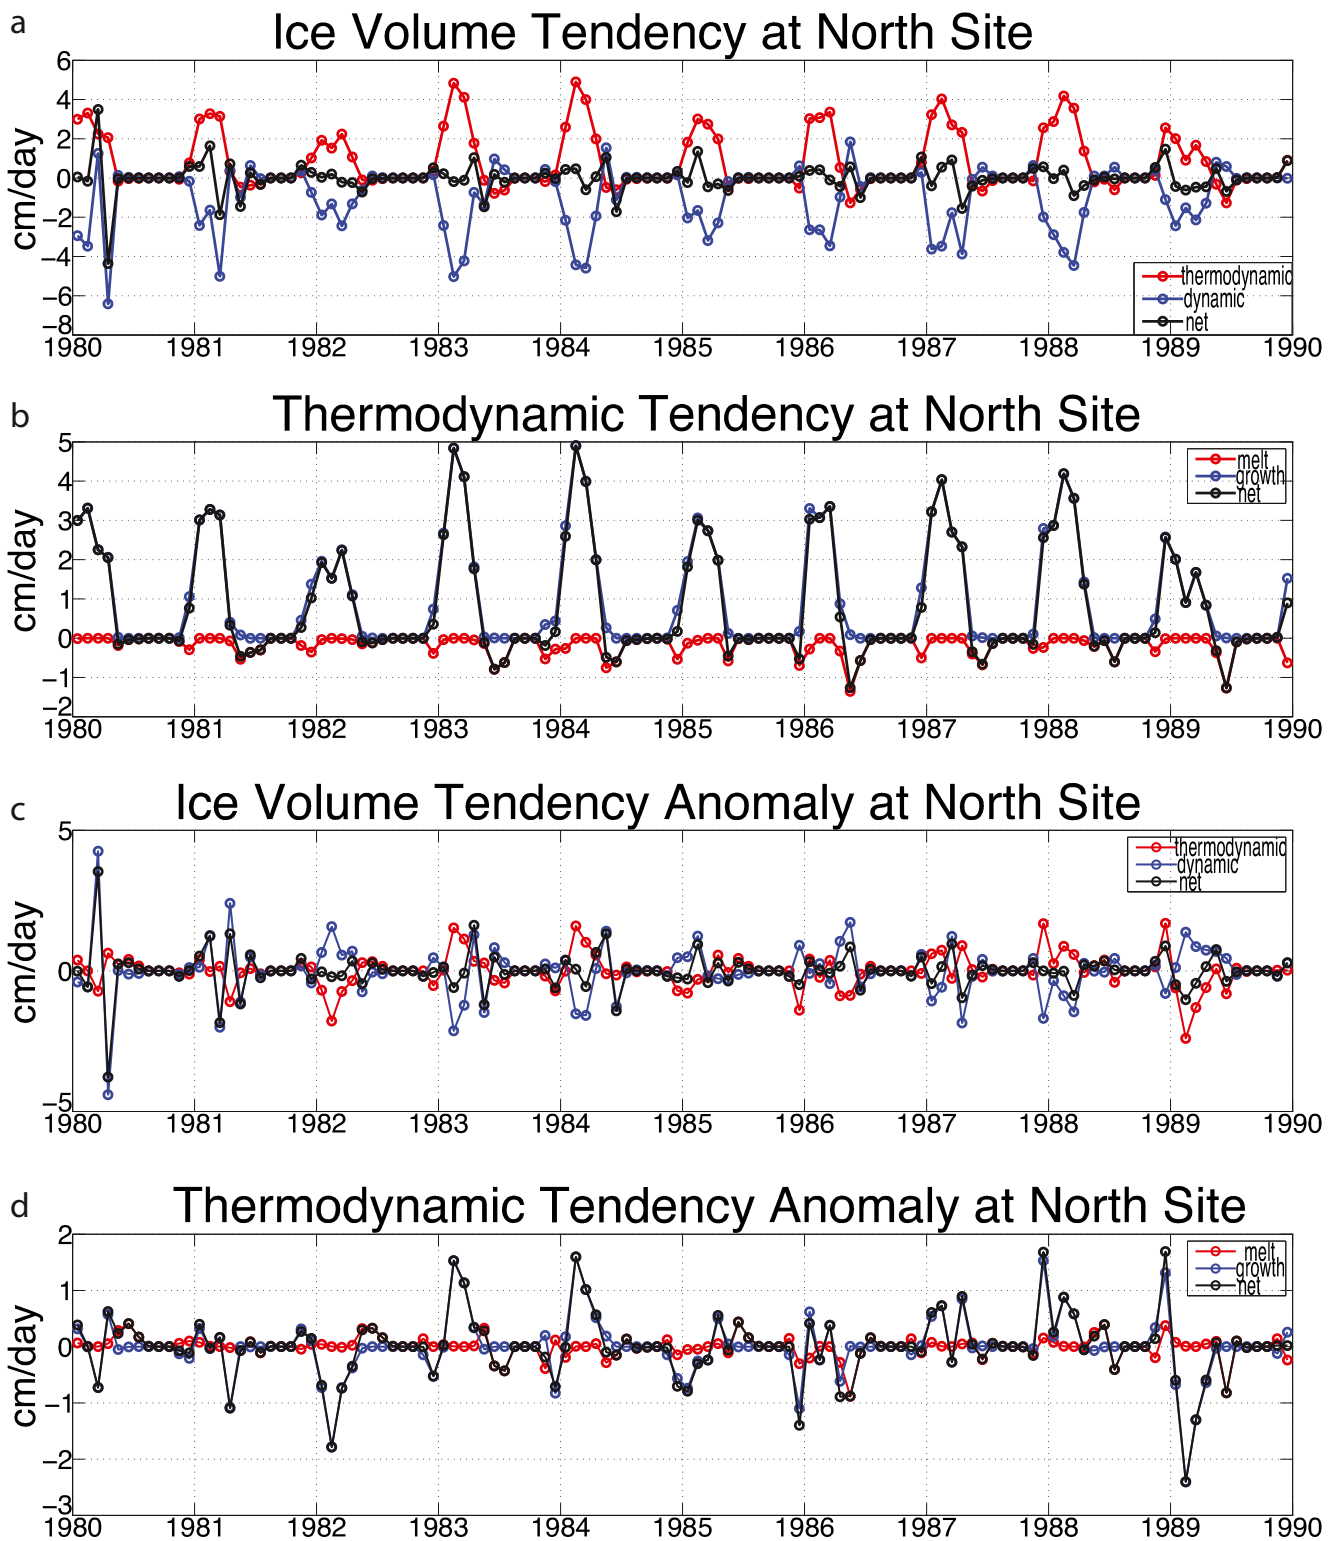 a
Ice Volume Tendency at North Site
cm/day
6
4
2
0
−2
−4
−6
−8
1980 1981 1982 1983 1984 1985 1986 1987 1988 1989 1990
thermodynamic
dynamic
net
b
Thermodynamic Tendency at North Site
cm/day
5
4
3
2
1
0
−1
−2
1980 1981 1982 1983 1984 1985 1986 1987 1988 1989 1990
melt
growth
net
c
Ice Volume Tendency Anomaly at North Site
cm/day
5
0
−5
1980 1981 1982 1983 1984 1985 1986 1987 1988 1989 1990
thermodynamic
dynamic
net
d
Thermodynamic Tendency Anomaly at North Site
cm/day
2
1
0
−1
−2
−3
1980 1981 1982 1983 1984 1985 1986 1987 1988 1989 1990
melt
growth
net